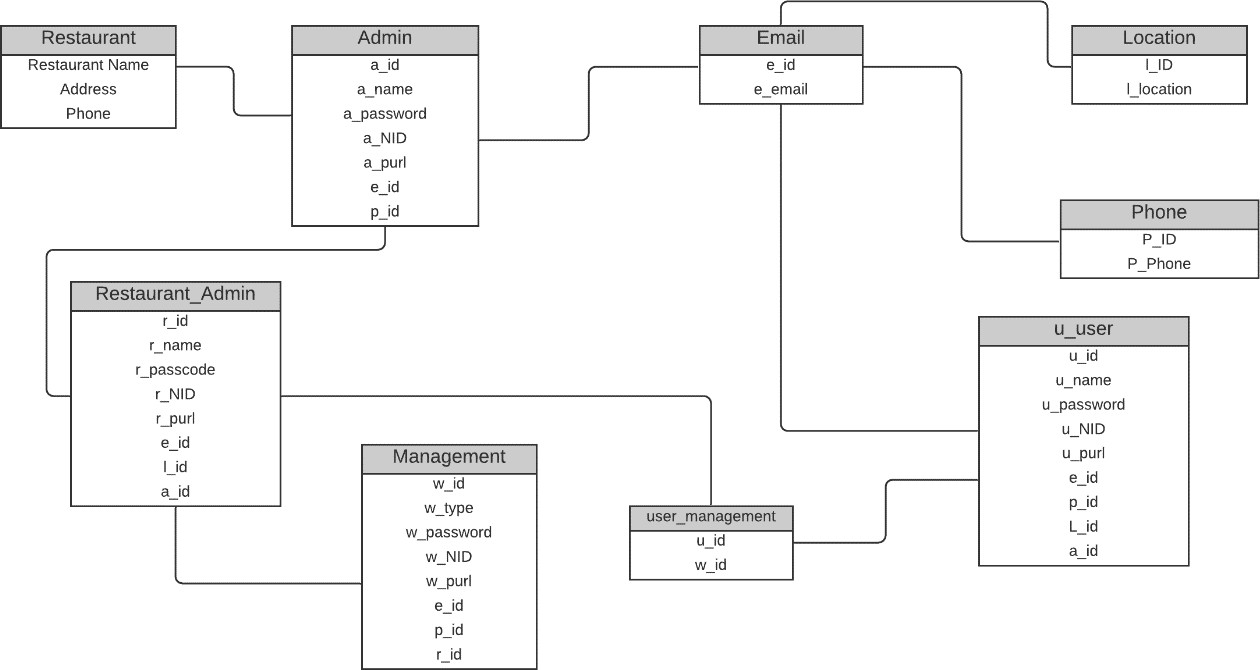 Restaurant
Restaurant Name
Address
Phone
Admin
a_id
a_name
a_password
a_NID
a_purl
e_id
p_id
Email
e_id
e_email
Location
l_ID
l_location
Phone
P_ID
P_Phone
Restaurant_Admin
r_id
r_name
r_passcode
r_NID
r_purl
e_id
l_id
a_id
Management
w_id
w_type
w_password
w_NID
w_purl
e_id
p_id
r_id
user_management
u_id
w_id
u_user
u_id
u_name
u_password
u_NID
u_purl
e_id
p_id
L_id
a_id